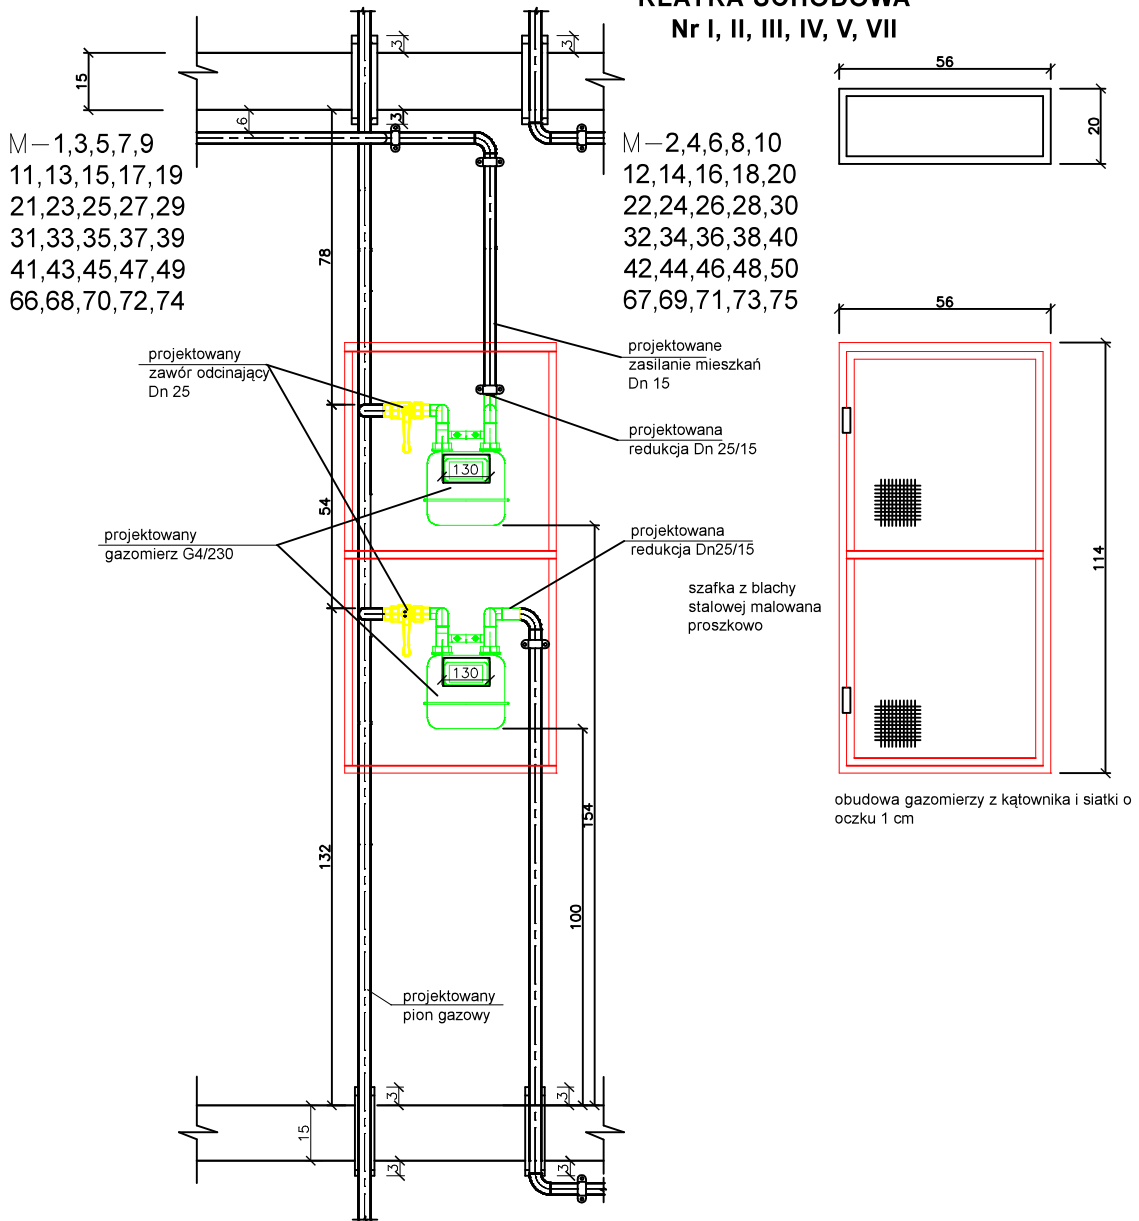 KLATKA SCHODOWA
Nr I, II, III, IV, V, VII
M-1,3,5,7,9
11,13,15,17,19
21,23,25,27,29
31,33,35,37,39
41,43,45,47,49
66,68,70,72,74
M-2,4,6,8,10
12,14,16,18,20
22,24,26,28,30
32,34,36,38,40
42,44,46,48,50
67,69,71,73,75
15
3
3
6
3
78
54
132
56
20
56
114
projektowany
zawór odcinający
Dn 25
projektowane
zasilanie mieszkań
Dn 15
projektowana
redukcja Dn 25/15
130
projektowany
gazomierz G4/230
projektowana
redukcja Dn25/15
szafka z blachy
stalowej malowana
proszkowo
130
154
100
obudowa gazomierzy z kątownika i siatki o
oczku 1 cm
projektowany
pion gazowy
3
3
15
3
3